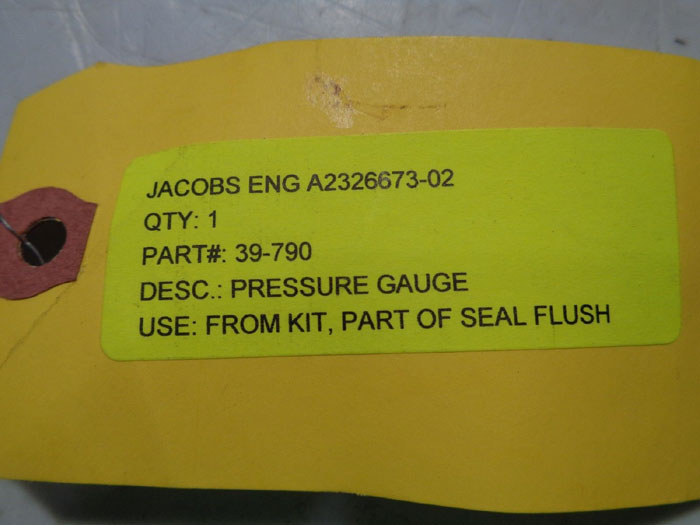 JACOBS ENG A2326673-02
QTY: 1
PART#: 39-790
DESC.: PRESSURE GAUGE
USE: FROM KIT, PART OF SEAL FLUSH